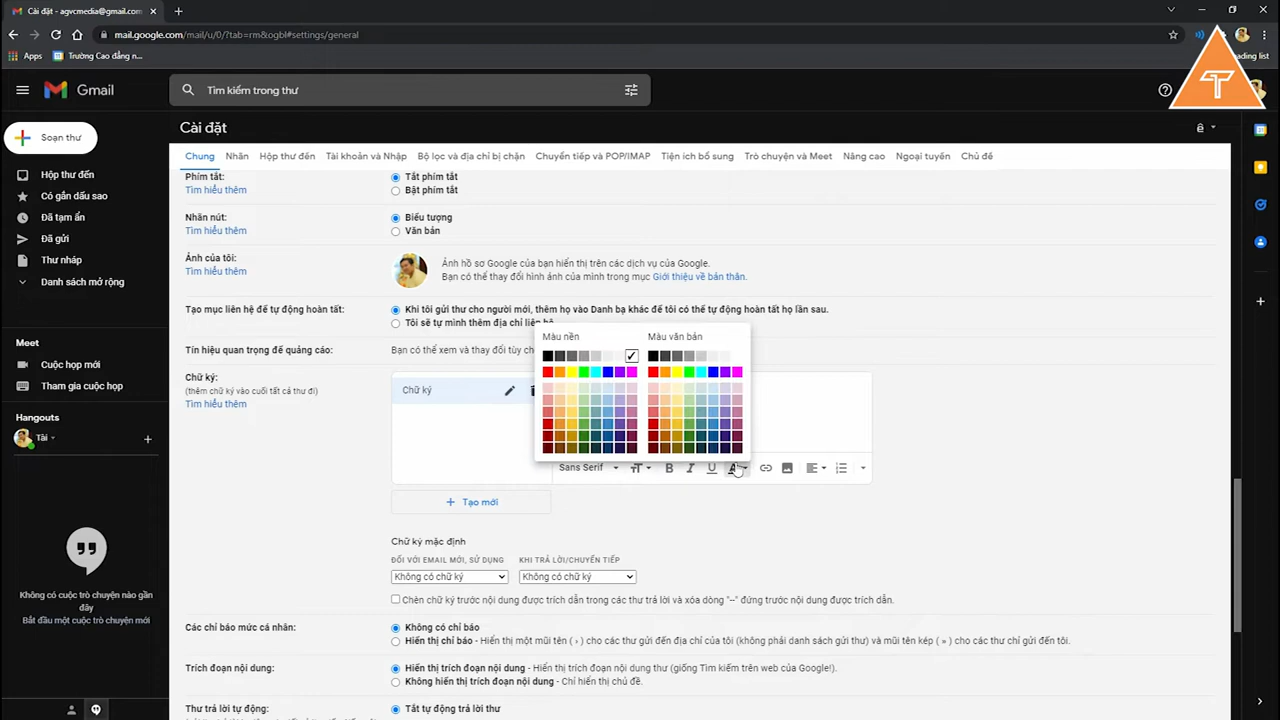 Cài đặt - agvcmedia@gmail.com
mail.google.com/mail/u/0/?tab=rm&ogbl#settings/general
Apps
Trường Cao đẳng n...
Gmail
Tìm kiếm trong thư
T
Soạn thư
Cài đặt
Chung Nhãn Hộp thư đến Tài khoản và Nhập Bộ lọc và địa chỉ bị chặn Chuyển tiếp và POP/IMAP Tiện ích bổ sung Trò chuyện và Meet Nâng cao Ngoại tuyến Chủ đề
Hộp thư đến
Có gắn dấu sao
Đã tạm ẩn
Đã gửi
Thư nháp
Danh sách mở rộng
Meet
Cuộc họp mới
Tham gia cuộc họp
Hangouts
Tài
Không có cuộc trò chuyện nào gần
đây
Bắt đầu một cuộc trò chuyện mới
Phím tắt:
Tìm hiểu thêm
Tắt phím tắt
Bật phím tắt
Nhãn nút:
Tìm hiểu thêm
Biểu tượng
Văn bản
Ảnh của tôi:
Tìm hiểu thêm
Ảnh hồ sơ Google của bạn hiển thị trên các dịch vụ của Google.
Bạn có thể thay đổi hình ảnh của mình trong mục Giới thiệu về bản thân.
Tạo mục liên hệ để tự động hoàn tất:
Khi tôi gửi thư cho người mới, thêm họ vào Danh bạ khác để tôi có thể tự động hoàn tất họ lần sau.
Tôi sẽ tự mình thêm địa chỉ liên hệ
Tín hiệu quan trọng để quảng cáo:
Bạn có thể xem và thay đổi tùy
Màu nền
Màu văn bản
Chữ ký:
(thêm chữ ký vào cuối tất cả thư đi)
Tìm hiểu thêm
Chữ ký
Sans Serif
B I U A
Tạo mới
Chữ ký mặc định
ĐỐI VỚI EMAIL MỚI, SỬ DỤNG
KHI TRẢ LỜI/CHUYỂN TIẾP
Không có chữ ký
Không có chữ ký
Chèn chữ ký trước nội dung được trích dẫn trong các thư trả lời và xóa dòng "--" đứng trước nội dung được trích dẫn.
Các chỉ báo mức cá nhân:
Không có chỉ báo
Hiển thị chỉ báo - Hiển thị một mũi tên ( › ) cho các thư gửi đến địa chỉ của tôi (không phải danh sách gửi thư) và mũi tên kép ( » ) cho các thư chỉ gửi đến tôi.
Trích đoạn nội dung:
Hiển thị trích đoạn nội dung - Hiển thị trích đoạn nội dung thư (giống Tìm kiếm trên web của Google!).
Không hiển thị trích đoạn nội dung - Chỉ hiển thị chủ đề.
Thư trả lời tự động:
Tắt tự động trả lời thư